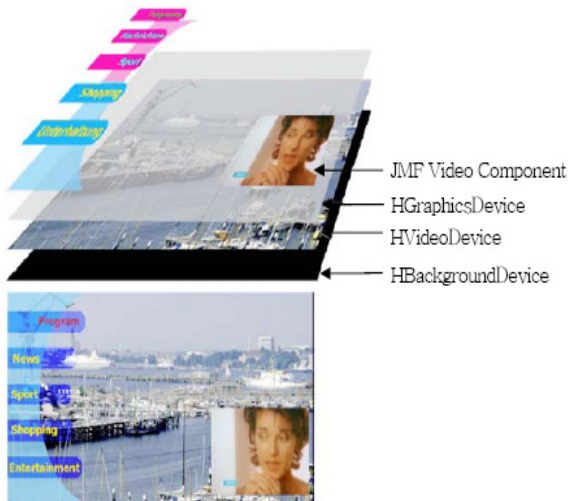 Programm
Nachrichten
Sport
Shopping
Unterhaltung
JMF Video Component
HGraphicsDevice
HVideoDevice
HBackgroundDevice
Program
News
Sport
Shopping
Entertainment